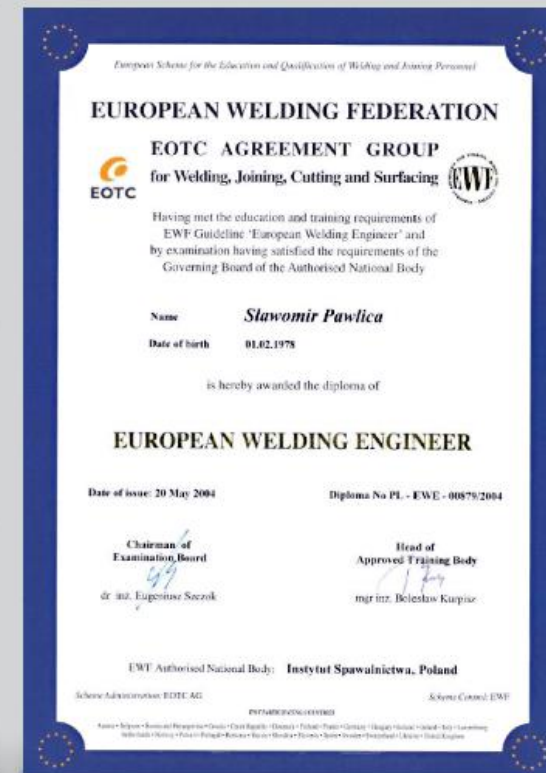 European Scheme for the Education and Qualification of Welding and Joining Personnel
EUROPEAN WELDING FEDERATION
EOTC AGREEMENT GROUP
for Welding, Joining, Cutting and Surfacing
EOTC
EWF
Having met the education and training requirements of
EWF Guideline 'European Welding Engineer' and
by examination having satisfied the requirements of the
Governing Board of the Authorised National Body
Name Slawomir Pawlica
Date of birth 01.02.1978
is hereby awarded the diploma of
EUROPEAN WELDING ENGINEER
Date of issue: 20 May 2004 Diploma No PL - EWE - 00879/2004
Chairman of
Examination Board
dr inż. Eugeniusz Szczok
Head of
Approved Training Body
mgr inż. Bolesław Kurpisz
EWF Authorised National Body: Instytut Spawalnictwa, Poland
Scheme Administration: EOTC AG Scheme Control: EWF